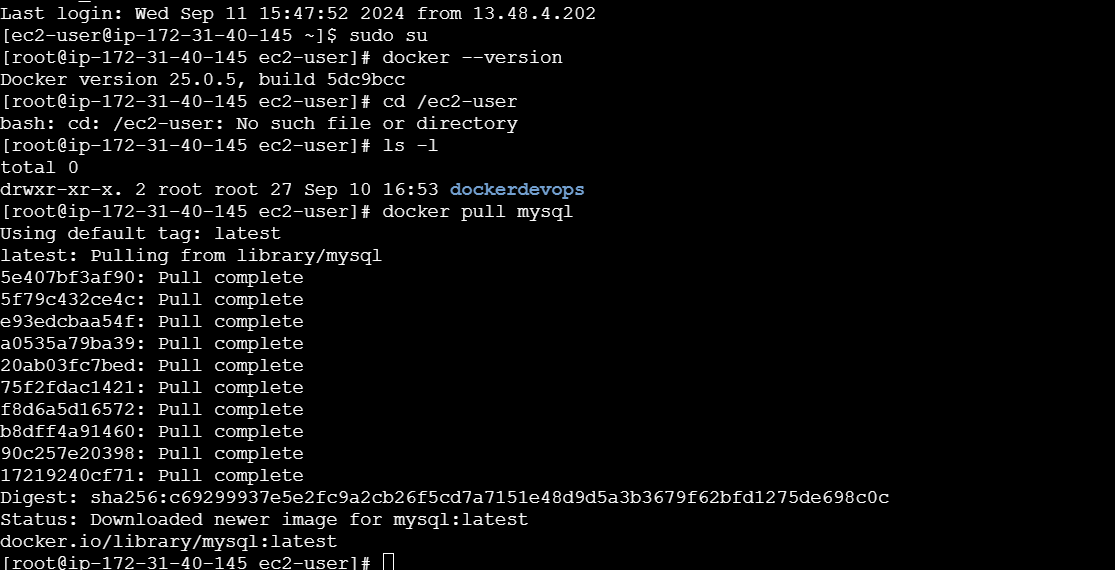 Last login: Wed Sep 11 15:47:52 2024 from 13.48.4.202
[ec2-user@ip-172-31-40-145 ~]$ sudo su
[root@ip-172-31-40-145 ec2-user]# docker --version
Docker version 25.0.5, build 5dc9bcc
[root@ip-172-31-40-145 ec2-user]# cd /ec2-user
bash: cd: /ec2-user: No such file or directory
[root@ip-172-31-40-145 ec2-user]# ls -l
total 0
drwxr-xr-x. 2 root root 27 Sep 10 16:53 dockerdevops
[root@ip-172-31-40-145 ec2-user]# docker pull mysql
Using default tag: latest
latest: Pulling from library/mysql
5e407bf3af90: Pull complete
5f79c432ce4c: Pull complete
e93edcbaa54f: Pull complete
a0535a79ba39: Pull complete
20ab03fc7bed: Pull complete
75f2fdac1421: Pull complete
f8d6a5d16572: Pull complete
b8dff4a91460: Pull complete
90c257e20398: Pull complete
17219240cf71: Pull complete
Digest: sha256:c69299937e5e2fc9a2cb26f5cd7a7151e48d9d5a3b3679f62bfd1275de698c0c
Status: Downloaded newer image for mysql:latest
docker.io/library/mysql:latest
[root@ip-172-31-40-145 ec2-user]#